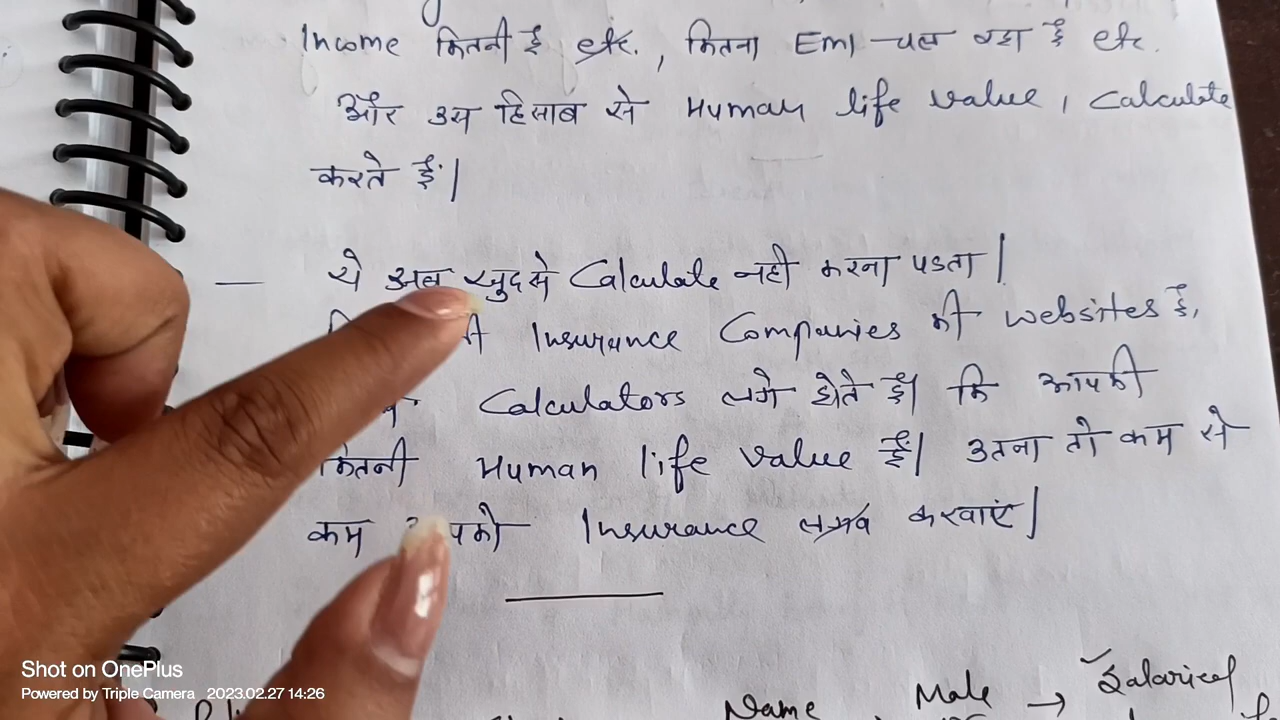 Income कितनी है etc., कितना EMI चल रहा है etc.
और उस हिसाब से Human life value, Calculate
करते हैं।
— ये अब खुद से Calculate नही करना पडता।
Insurance Companies की websites है,
Calculators लगे होते हैं। कि आपकी
कितनी Human life value है। उतना तो कम से
कम Insurance करवाएं।
Name Male → Salaried
Shot on OnePlus
Powered by Triple Camera 2023.02.27 14:26